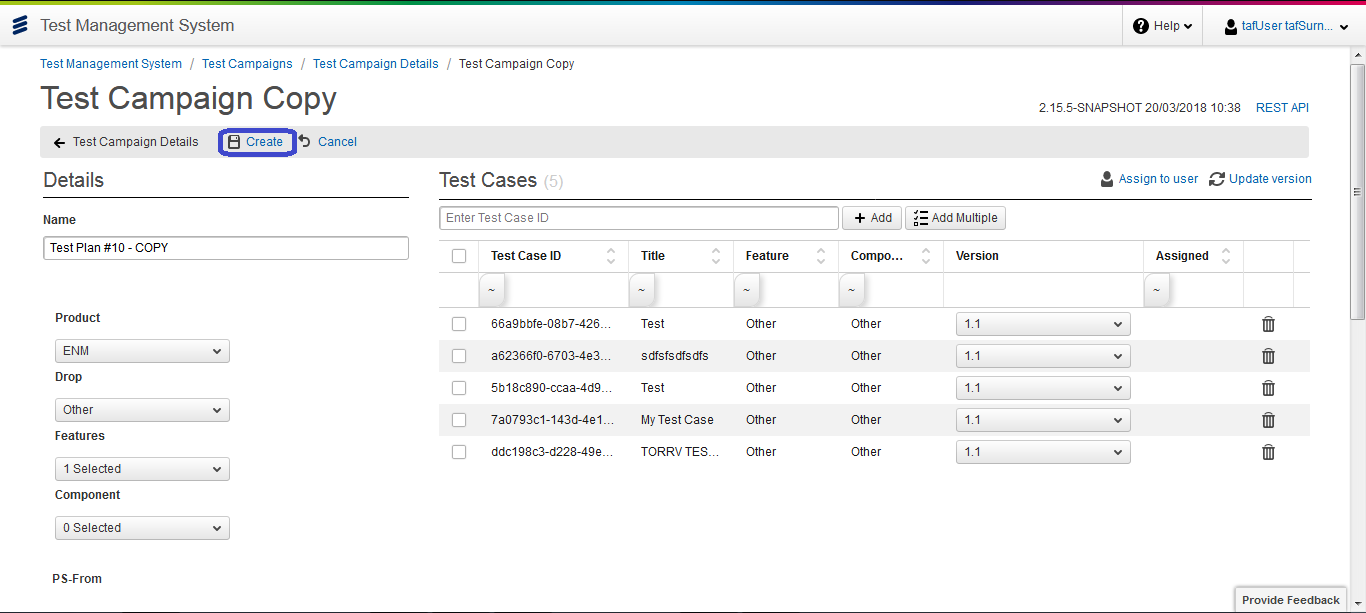 Test Management System
Help
tafUser tafSurn...
Test Management System / Test Campaigns / Test Campaign Details / Test Campaign Copy
Test Campaign Copy
2.15.5-SNAPSHOT 20/03/2018 10:38 REST API
Test Campaign Details
Create
Cancel
Details
Name
Test Plan #10 - COPY
Product
ENM
Drop
Other
Features
1 Selected
Component
0 Selected
PS-From
Test Cases (5)
Assign to user
Update version
Enter Test Case ID
Add
Add Multiple
Test Case ID Title Feature Compo... Version Assigned
~ ~ ~ ~ ~
66a9bbfe-08b7-426... Test Other Other 1.1
a62366f0-6703-4e3... sdfsfsdfsdfs Other Other 1.1
5b18c890-ccaa-4d9... Test Other Other 1.1
7a0793c1-143d-4e1... My Test Case Other Other 1.1
ddc198c3-d228-49e... TORRV TES... Other Other 1.1
Provide Feedback